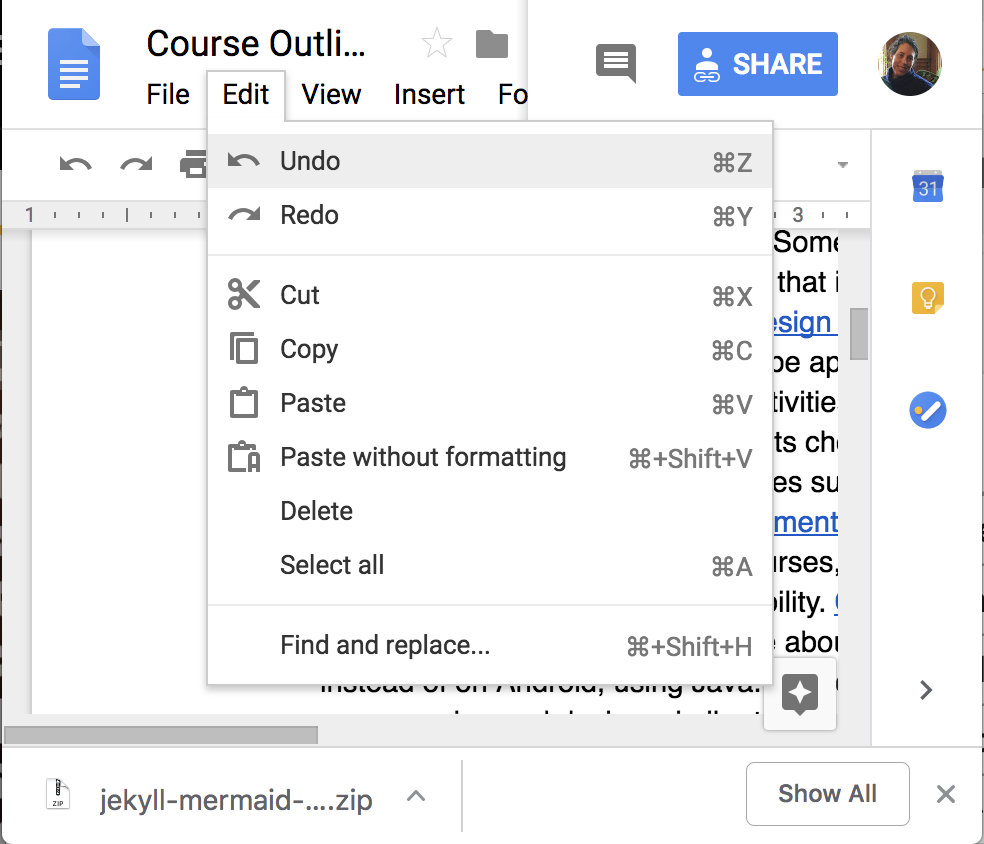 Course Outli...
File Edit View Insert Fo
SHARE
Undo ⌘Z
Redo ⌘Y
Cut ⌘X
Copy ⌘C
Paste ⌘V
Paste without formatting ⌘+Shift+V
Delete
Select all ⌘A
Find and replace... ⌘+Shift+H
1
3
31
Some
that i
esign
be ap
tivitie
ts che
es su
ment
urses,
bility.
abou
instead of on Android, using Java.
ZIP
jekyll-mermaid-....zip
Show All